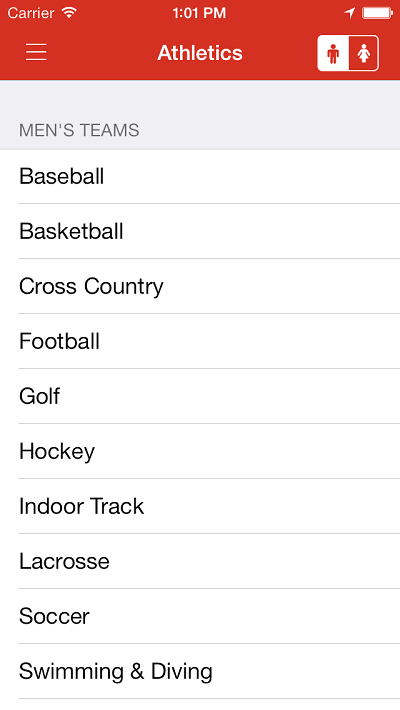 Carrier 1:01 PM
Athletics
MEN'S TEAMS
Baseball
Basketball
Cross Country
Football
Golf
Hockey
Indoor Track
Lacrosse
Soccer
Swimming & Diving